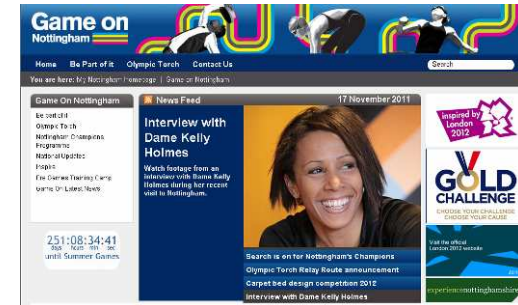 Game on
Nottingham
Home Be Part of it Olympic Torch Contact Us
Search
You are here: My Nottingham Homepage | Game on Nottingham
Game On Nottingham
Be part of it
Olympic Torch
Nottingham Champions
Programme
National Updates
Inspire
Pre Games Training Camp
Game On Latest News
251:08:34:41
days hours min sec
until Summer Games
News Feed
17 November 2011
Interview with
Dame Kelly
Holmes
Watch footage from an
interview with Dame Kelly
Holmes during her recent
visit to Nottingham.
Search is on for Nottingham's Champions
Olympic Torch Relay Route announcement
Carpet bed design competition 2012
Interview with Dame Kelly Holmes
inspired by
London
2012
GOLD
CHALLENGE
CHOOSE YOUR CHALLENGE
CHOOSE YOUR CAUSE
Visit the official
London 2012 website
experiencenottinghamshire